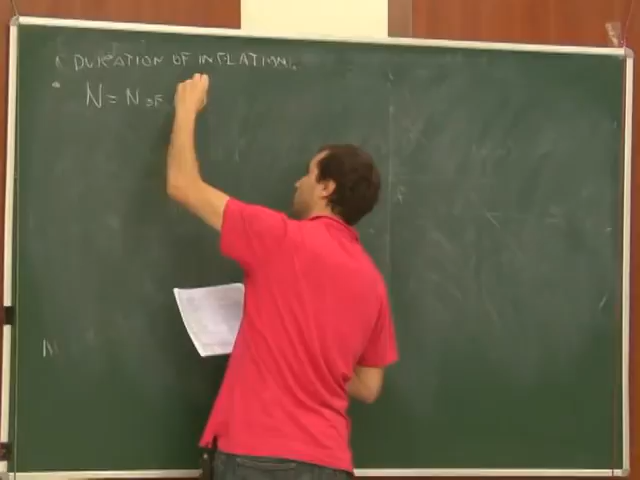 DURATION OF INFLATION.
N = N OF